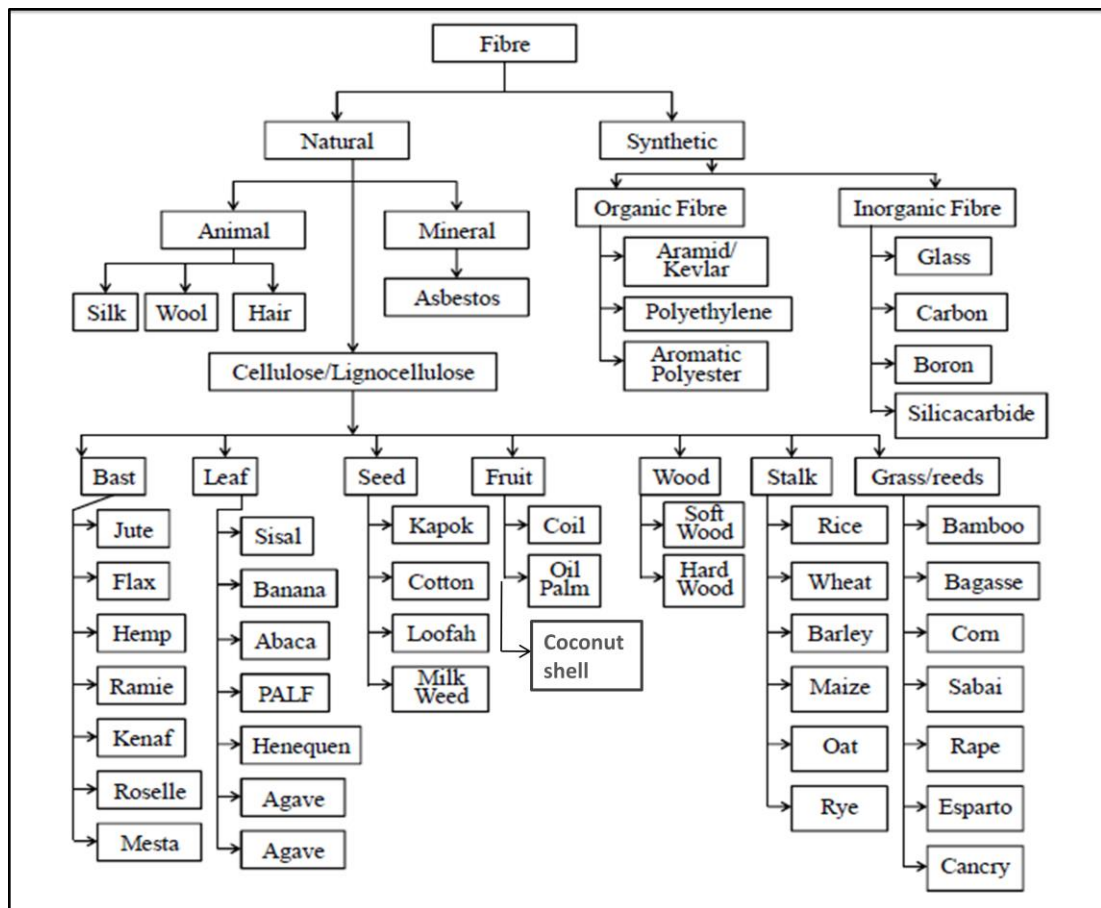 Fibre
Natural
Synthetic
Animal
Mineral
Organic Fibre
Inorganic Fibre
Silk
Wool
Hair
Asbestos
Aramid/
Kevlar
Polyethylene
Aromatic
Polyester
Glass
Carbon
Boron
Silicacarbide
Cellulose/Lignocellulose
Bast
Leaf
Seed
Fruit
Wood
Stalk
Grass/reeds
Jute
Flax
Hemp
Ramie
Kenaf
Roselle
Mesta
Sisal
Banana
Abaca
PALF
Henequen
Agave
Agave
Kapok
Cotton
Loofah
Milk
Weed
Coil
Oil
Palm
Coconut
shell
Soft
Wood
Hard
Wood
Rice
Wheat
Barley
Maize
Oat
Rye
Bamboo
Bagasse
Corn
Sabai
Rape
Esparto
Cancry